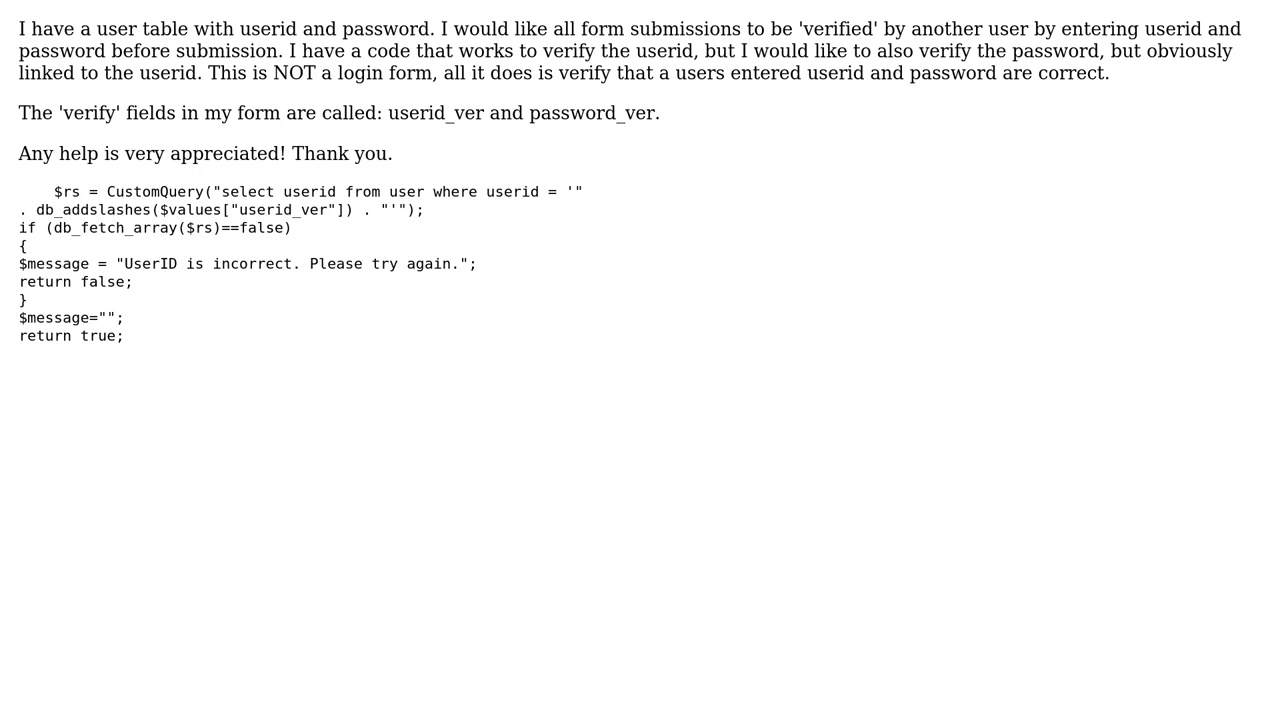 I have a user table with userid and password. I would like all form submissions to be 'verified' by another user by entering userid and
password before submission. I have a code that works to verify the userid, but I would like to also verify the password, but obviously
linked to the userid. This is NOT a login form, all it does is verify that a users entered userid and password are correct.
The 'verify' fields in my form are called: userid_ver and password_ver.
Any help is very appreciated! Thank you.
    $rs = CustomQuery("select userid from user where userid = '"
. db_addslashes($values["userid_ver"]) . "'");
if (db_fetch_array($rs)==false)
{
$message = "UserID is incorrect. Please try again.";
return false;
}
$message="";
return true;